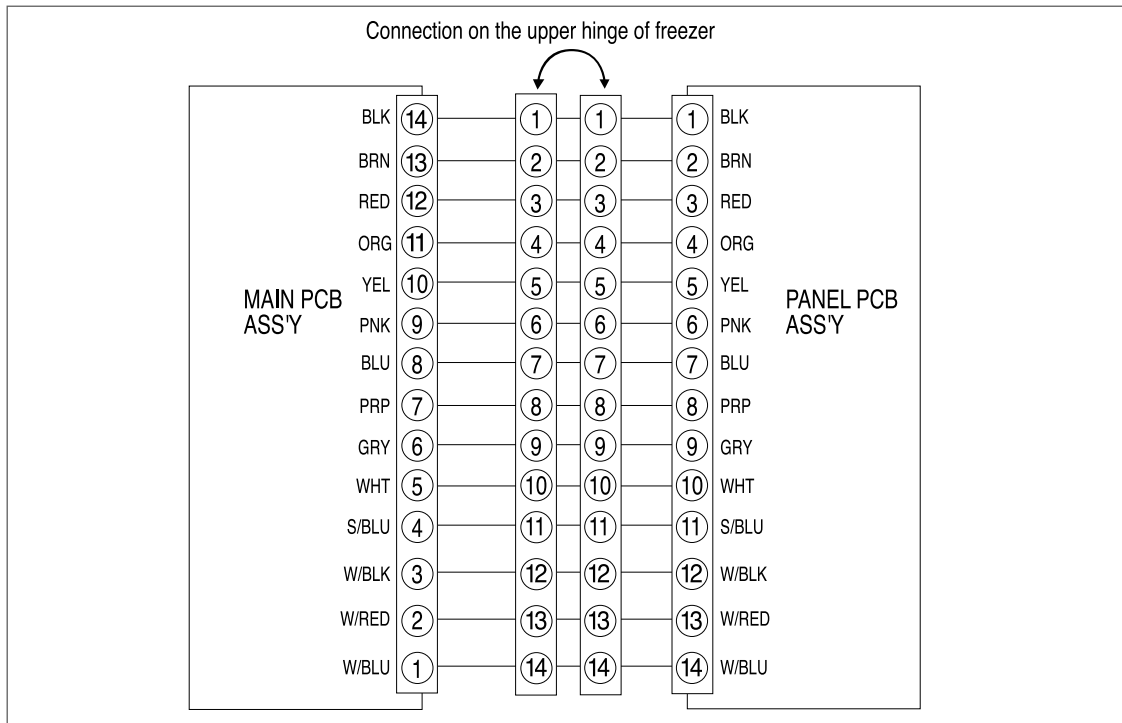 Connection on the upper hinge of freezer
BLK 14 1 1 1 BLK
BRN 13 2 2 2 BRN
RED 12 3 3 3 RED
ORG 11 4 4 4 ORG
YEL 10 5 5 5 YEL
MAIN PCB
ASS'Y
PANEL PCB
ASS'Y
PNK 9 6 6 6 PNK
BLU 8 7 7 7 BLU
PRP 7 8 8 8 PRP
GRY 6 9 9 9 GRY
WHT 5 10 10 10 WHT
S/BLU 4 11 11 11 S/BLU
W/BLK 3 12 12 12 W/BLK
W/RED 2 13 13 13 W/RED
W/BLU 1 14 14 14 W/BLU